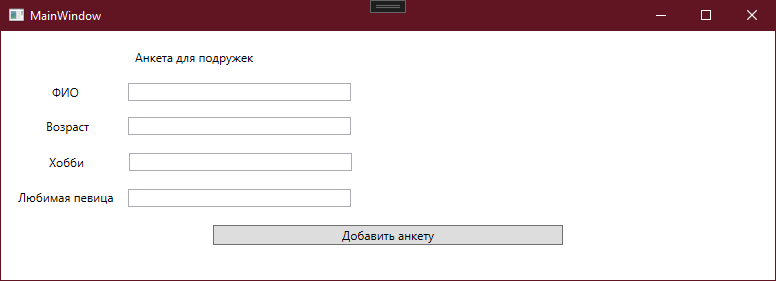 MainWindow
Анкета для подружек
ФИО
Возраст
Хобби
Любимая певица
Добавить анкету